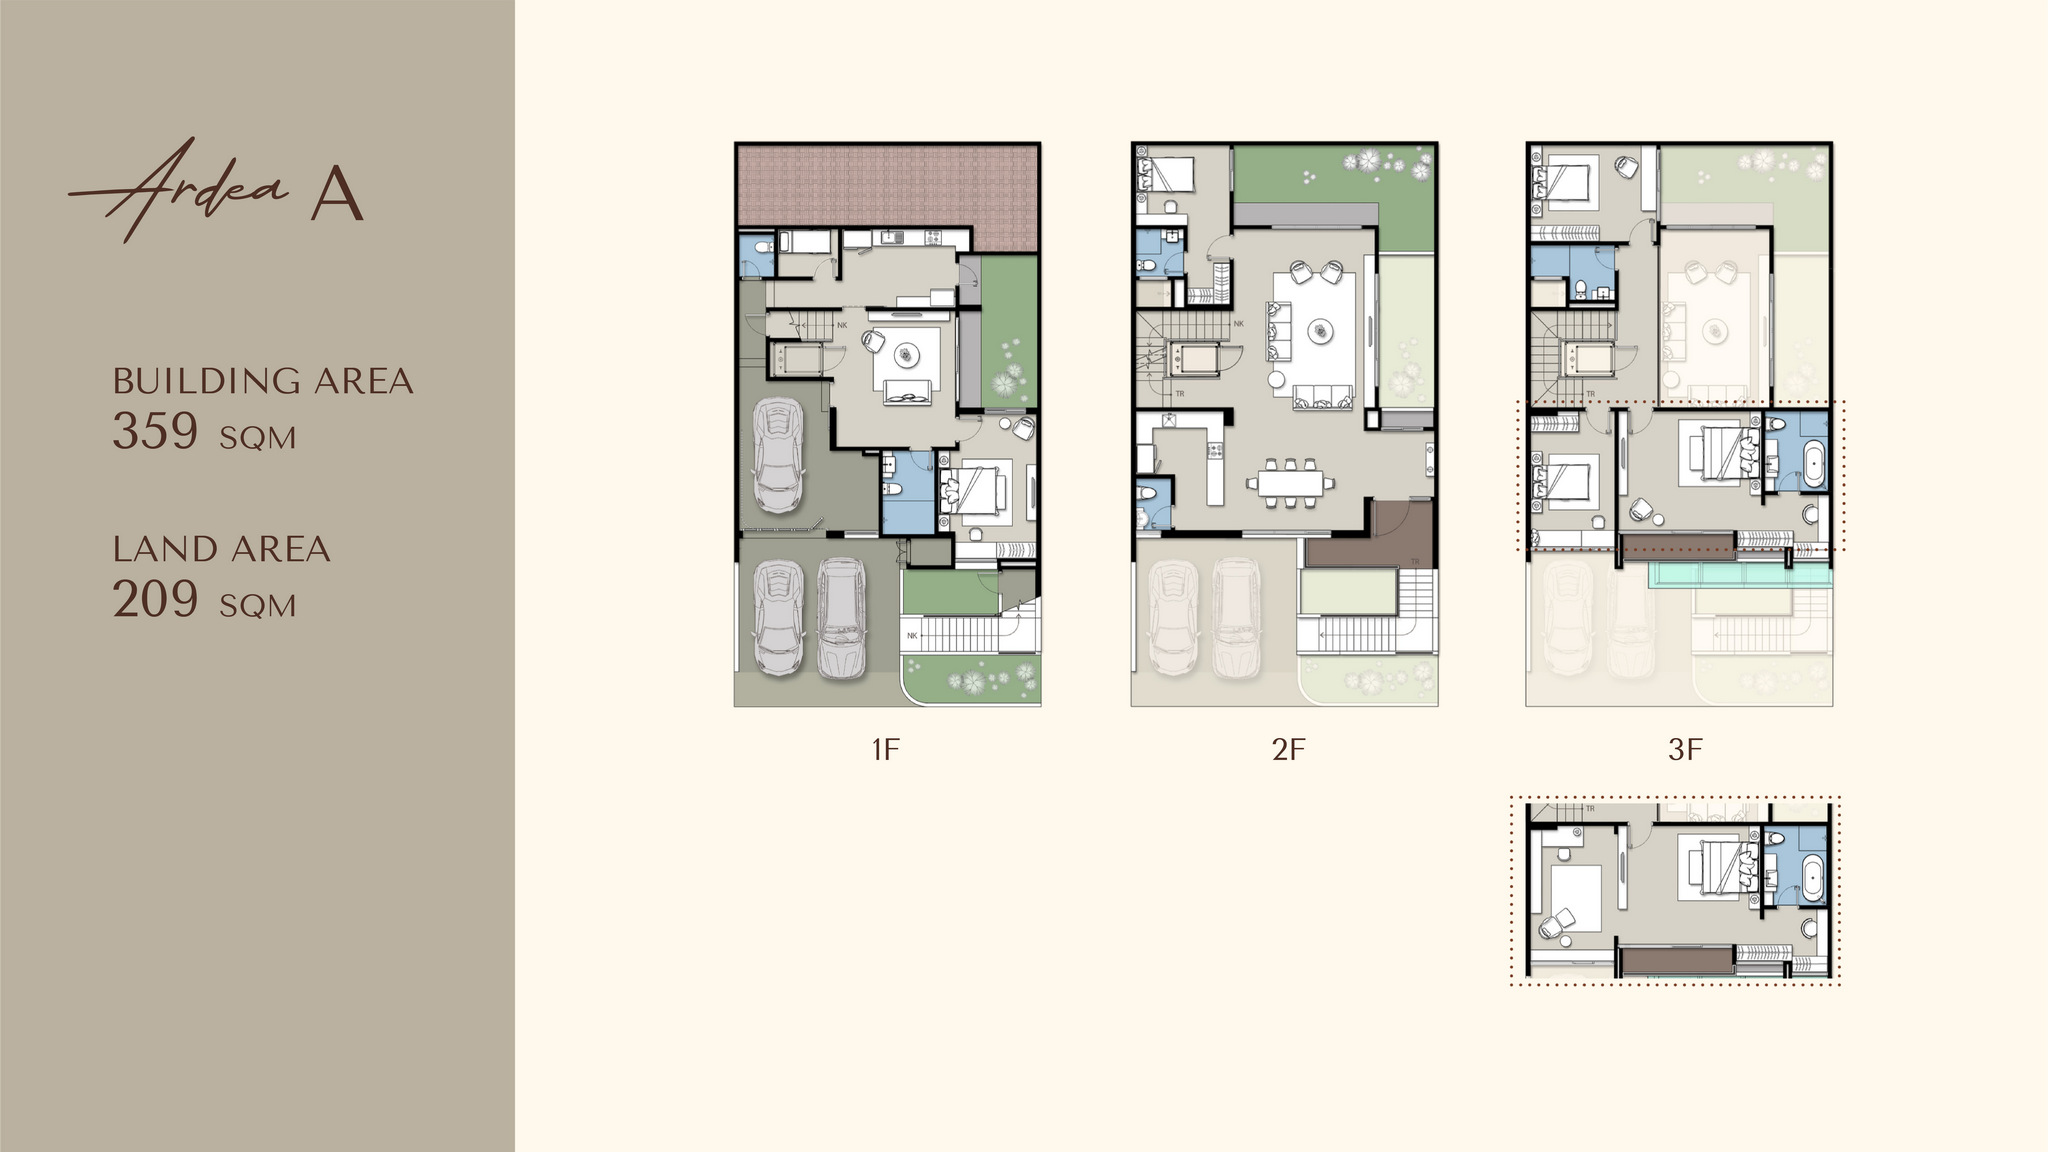 Ardea A
BUILDING AREA
359 SQM
LAND AREA
209 SQM
NK
NK
1F
NK
TR
TR
2F
TR
3F
TR